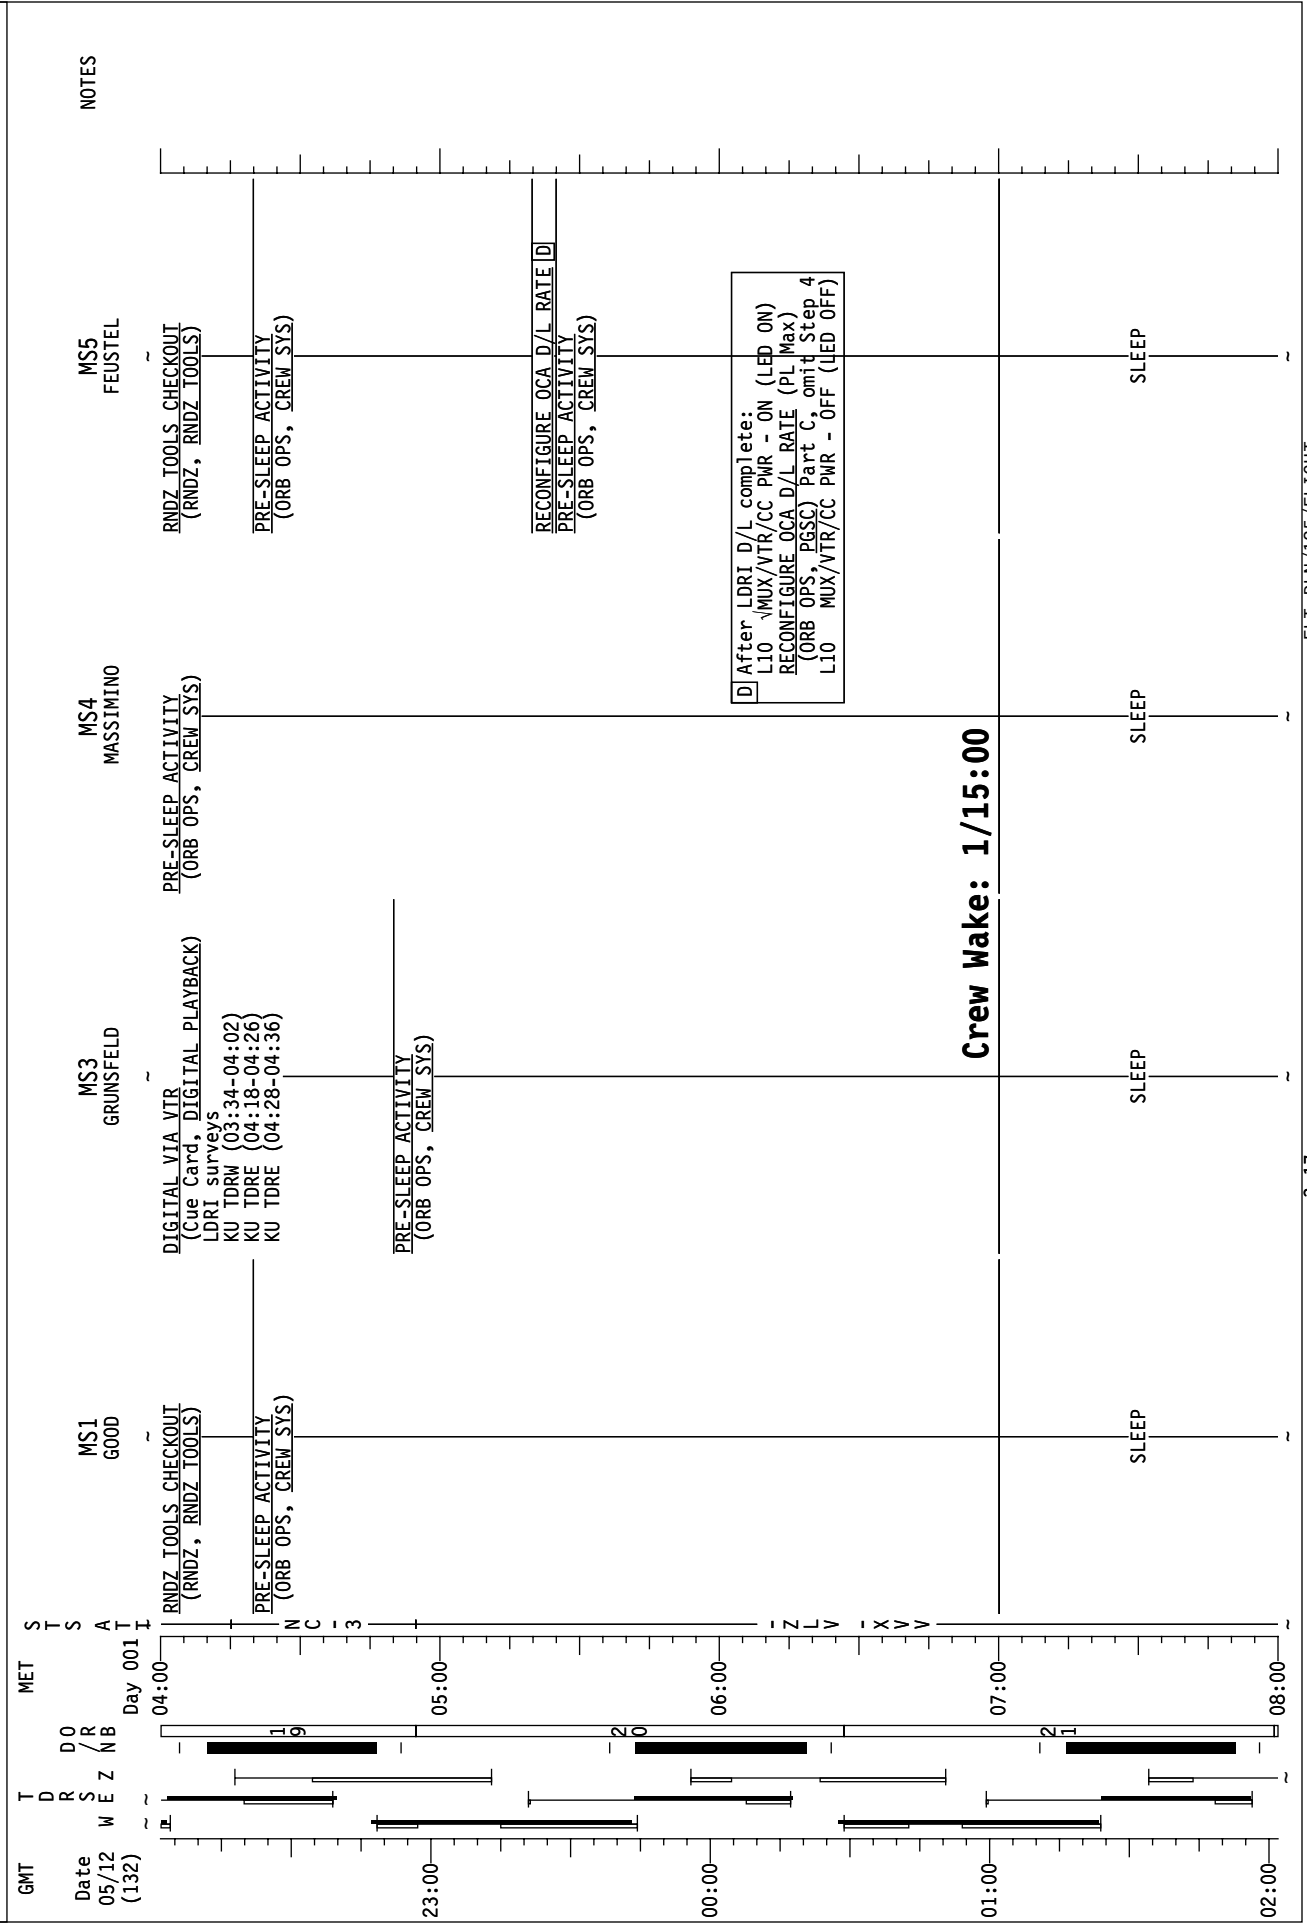 GMT
Date
05/12
(132)
T
D
R
S
W E Z
D O
/ R
N B
MET
Day 001
S
T
S
A
T
T
I
MS1
GOOD
MS3
GRUNSFELD
MS4
MASSIMINO
MS5
FEUSTEL
NOTES
23:00
00:00
01:00
02:00
19
20
21
04:00
05:00
06:00
07:00
08:00
NC-3
-ZLV -XVV
RNDZ TOOLS CHECKOUT
(RNDZ, RNDZ TOOLS)
PRE-SLEEP ACTIVITY
(ORB OPS, CREW SYS)
SLEEP
DIGITAL VIA VTR
(Cue Card, DIGITAL PLAYBACK)
LDRI surveys
KU TDRW (03:34-04:02)
KU TDRE (04:18-04:26)
KU TDRE (04:28-04:36)
PRE-SLEEP ACTIVITY
(ORB OPS, CREW SYS)
SLEEP
PRE-SLEEP ACTIVITY
(ORB OPS, CREW SYS)
SLEEP
RNDZ TOOLS CHECKOUT
(RNDZ, RNDZ TOOLS)
PRE-SLEEP ACTIVITY
(ORB OPS, CREW SYS)
RECONFIGURE OCA D/L RATE D
PRE-SLEEP ACTIVITY
(ORB OPS, CREW SYS)
D After LDRI D/L complete:
L10 √MUX/VTR/CC PWR - ON (LED ON)
RECONFIGURE OCA D/L RATE (PL Max)
(ORB OPS, PGSC) Part C, omit Step 4
L10 MUX/VTR/CC PWR - OFF (LED OFF)
SLEEP
Crew Wake: 1/15:00